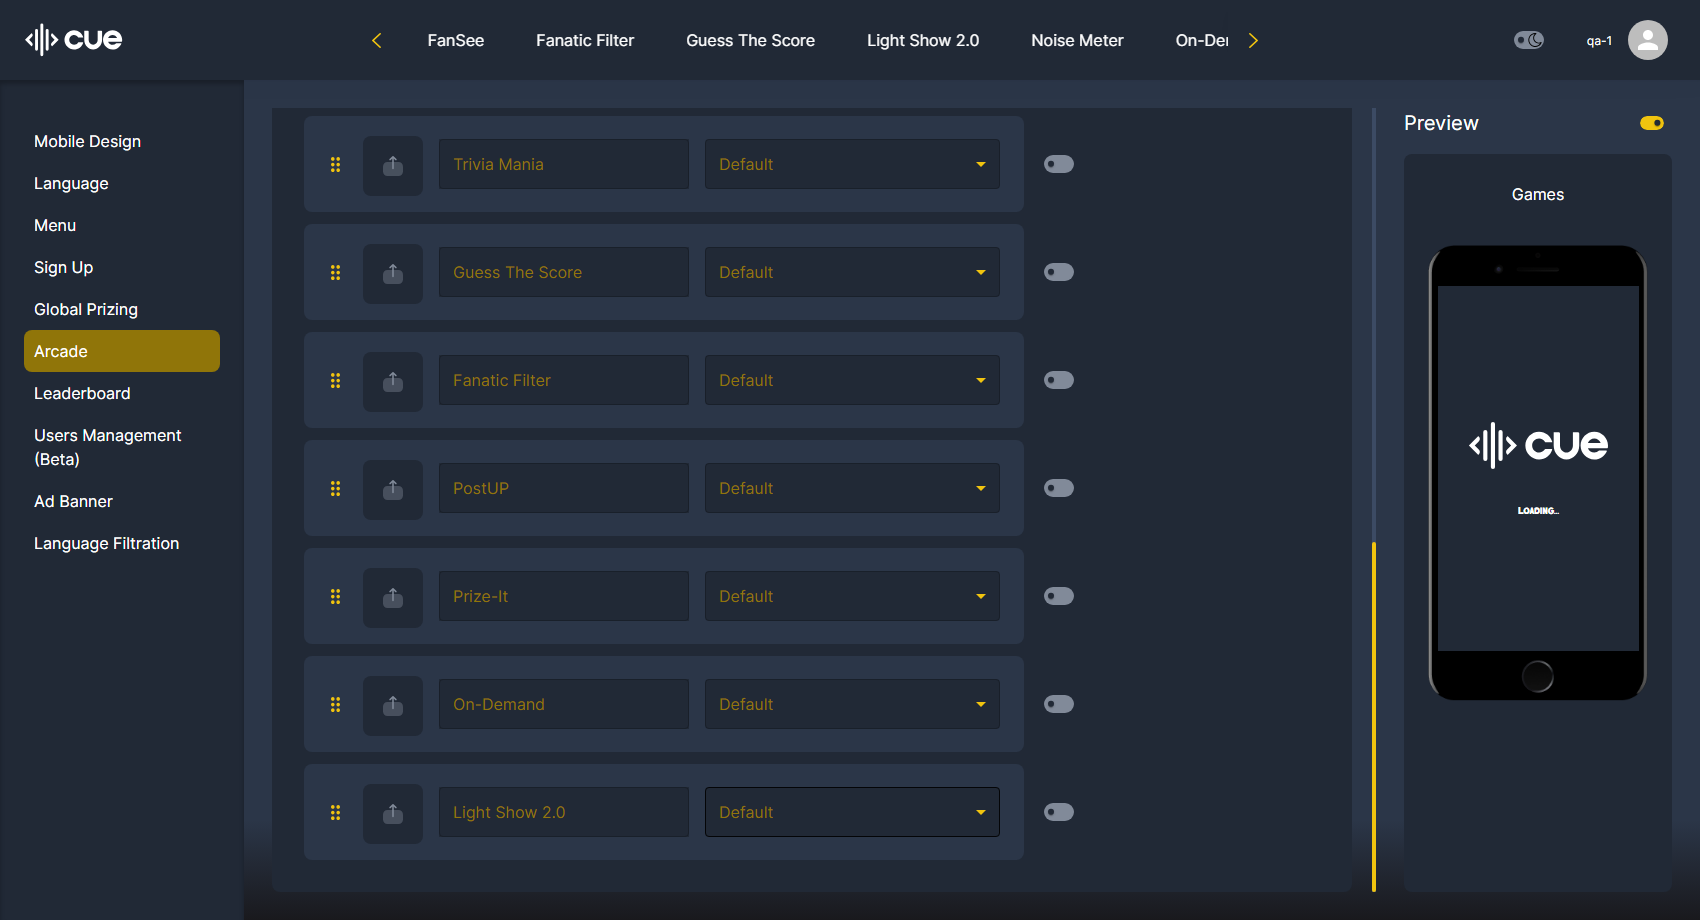 cue
FanSee
Fanatic Filter
Guess The Score
Light Show 2.0
Noise Meter
On-Der
qa-1
Mobile Design
Language
Menu
Sign Up
Global Prizing
Arcade
Leaderboard
Users Management
(Beta)
Ad Banner
Language Filtration
Trivia Mania
Default
Guess The Score
Default
Fanatic Filter
Default
PostUP
Default
Prize-It
Default
On-Demand
Default
Light Show 2.0
Default
Preview
Games
cue
LOADING...